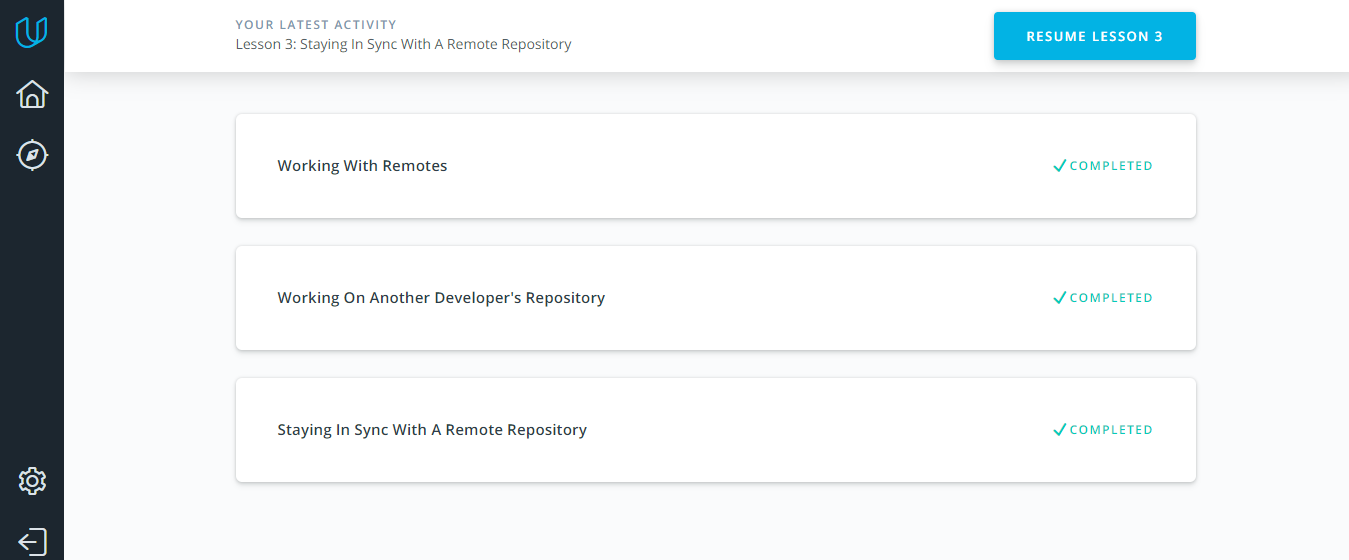 YOUR LATEST ACTIVITY
Lesson 3: Staying In Sync With A Remote Repository
RESUME LESSON 3
Working With Remotes
COMPLETED
Working On Another Developer's Repository
COMPLETED
Staying In Sync With A Remote Repository
COMPLETED